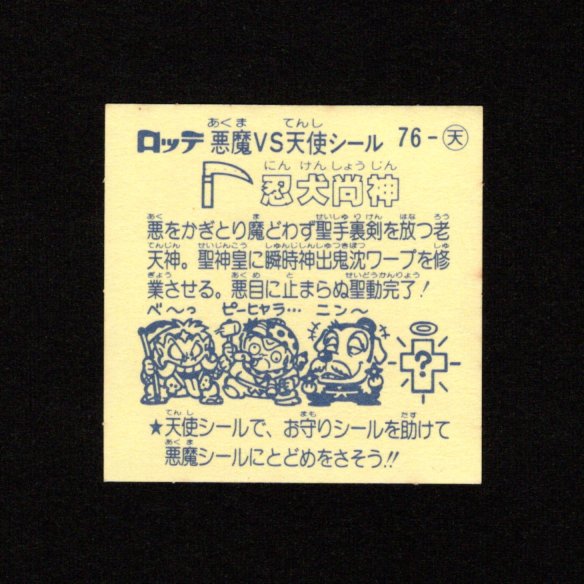 あくま てんし
ロッテ 悪魔VS天使シール 76-天
にんけんしょうじん
忍犬尚神
あく ま せいしゅりけん はな ろう
悪をかぎとり魔どわず聖手裏剣を放つ老
てんじん せいじんこう しゅんじしんしゅつきぼつ しゅ
天神。聖神皇に瞬時神出鬼沈ワープを修
ぎょう あくめ と せいどうかんりょう
業させる。悪目に止まらぬ聖動完了!
べ〜っ ピーヒャラ… ニン〜
?
てんし まも たす
★天使シールで、お守りシールを助けて
あくま
悪魔シールにとどめをさそう!!